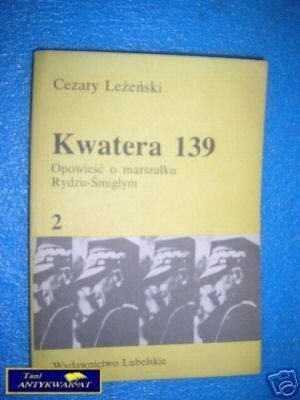 Cezary Leżeński
Kwatera 139
Opowieść o marszałku
Rydzu-Śmigłym
2
Wydawnictwo Lubelskie
Tani
ANTYKWARIAT